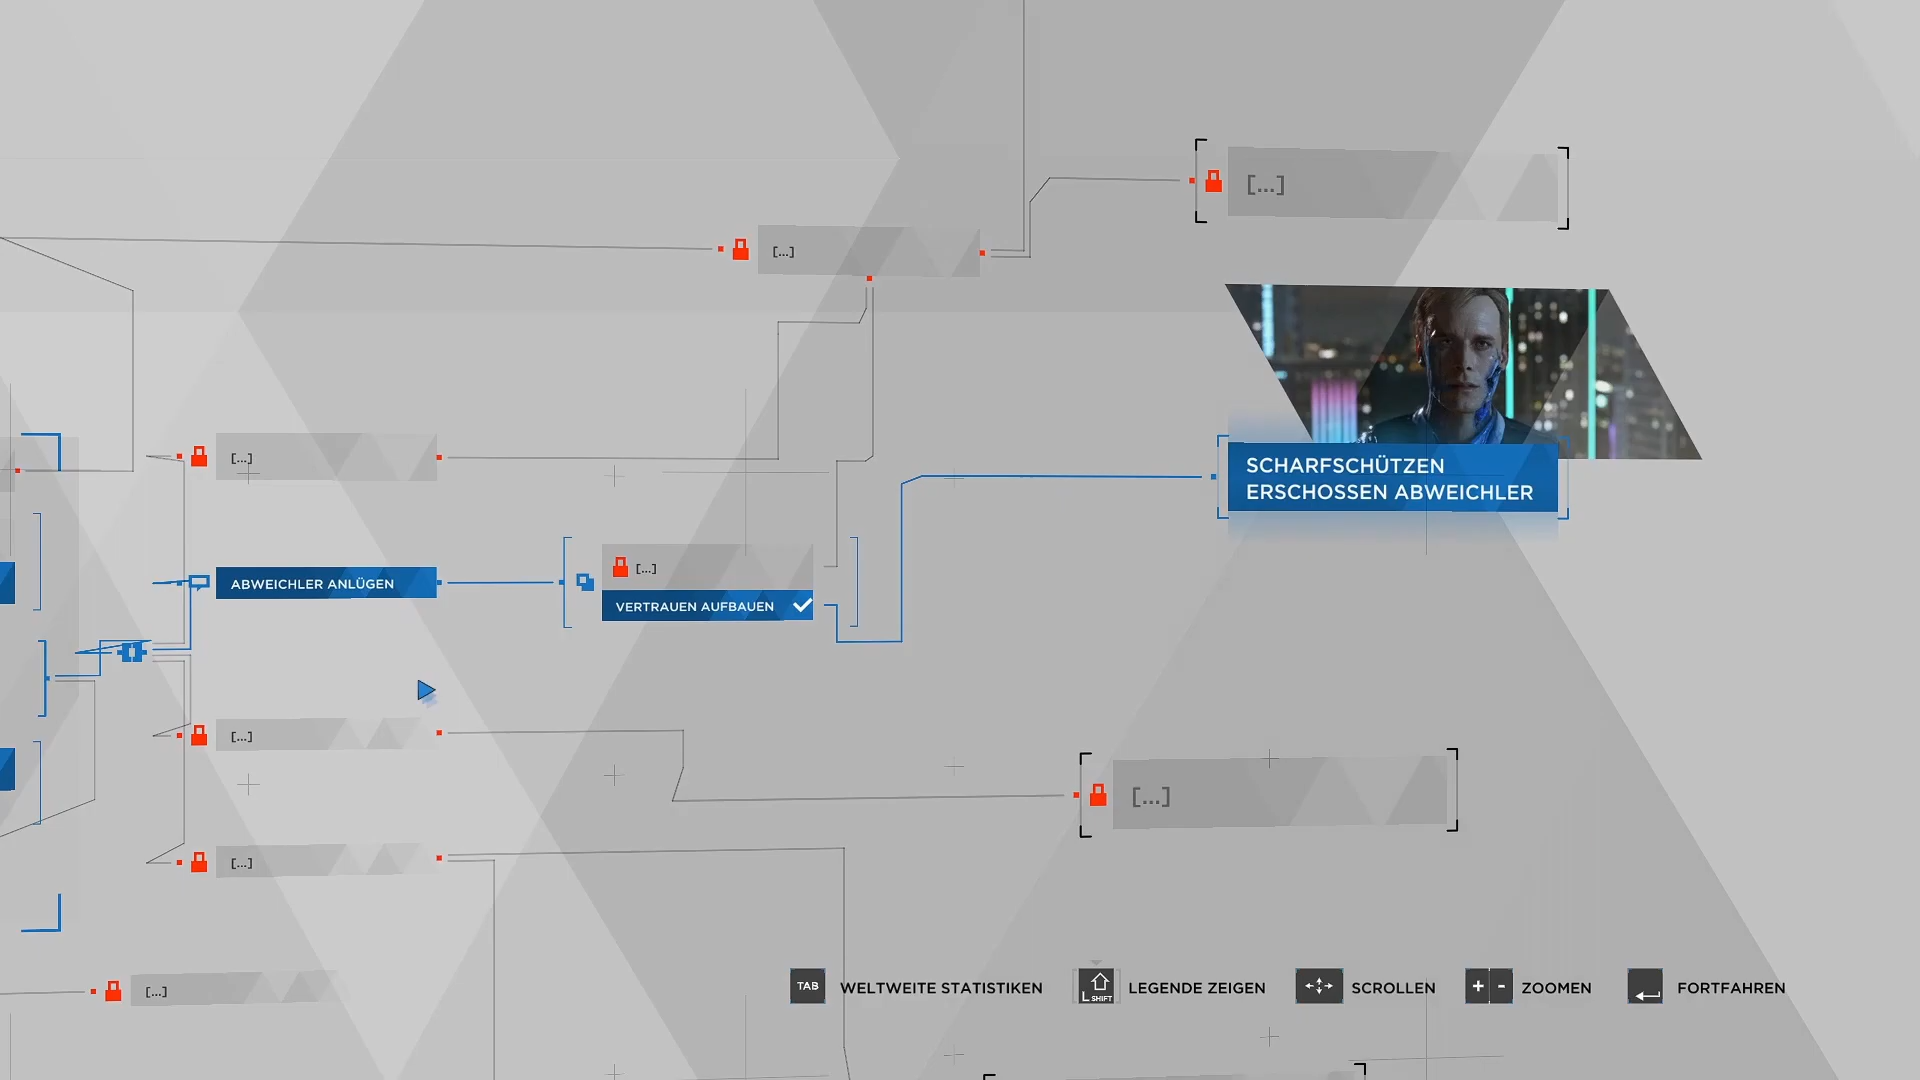 [...]
[...]
SCHARFSCHÜTZEN
ERSCHOSSEN ABWEICHLER
[...]
[...]
ABWEICHLER ANLÜGEN
VERTRAUEN AUFBAUEN
[...]
[...]
[...]
[...]
TAB WELTWEITE STATISTIKEN
L SHIFT LEGENDE ZEIGEN
SCROLLEN
+ - ZOOMEN
FORTFAHREN